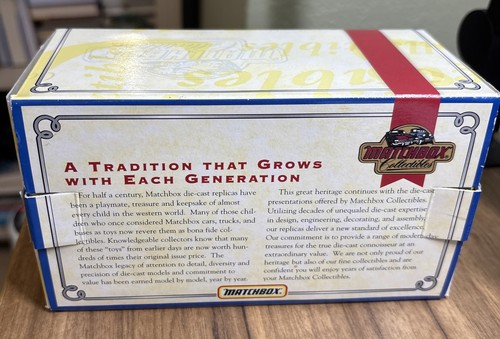 MATCHBOX
Collectibles
A TRADITION THAT GROWS
WITH EACH GENERATION
For half a century, Matchbox die-cast replicas have
been a playmate, treasure and keepsake of almost
every child in the western world. Many of those chil-
dren who once considered Matchbox cars, trucks, and
buses as toys now revere them as bona fide col-
lectibles. Knowledgeable collectors know that many
of these "toys" from earlier days are now worth hun-
dreds of times their original issue price. The
Matchbox legacy of attention to detail, diversity and
precision of die-cast models and commitment to
value has been earned model by model, year by year.
This great heritage continues with the die-cast
presentations offered by Matchbox Collectibles.
Utilizing decades of unequaled die-cast expertise
in design, engineering, decorating, and assembly
our replicas deliver a new standard of excellence.
Our commitment is to provide a range of modern
treasures for the true die-cast connoisseur at an
extraordinary value. We are not only proud of our
heritage but also of our fine collectibles and are
confident you will enjoy years of satisfaction from
your Matchbox Collectibles.
MATCHBOX